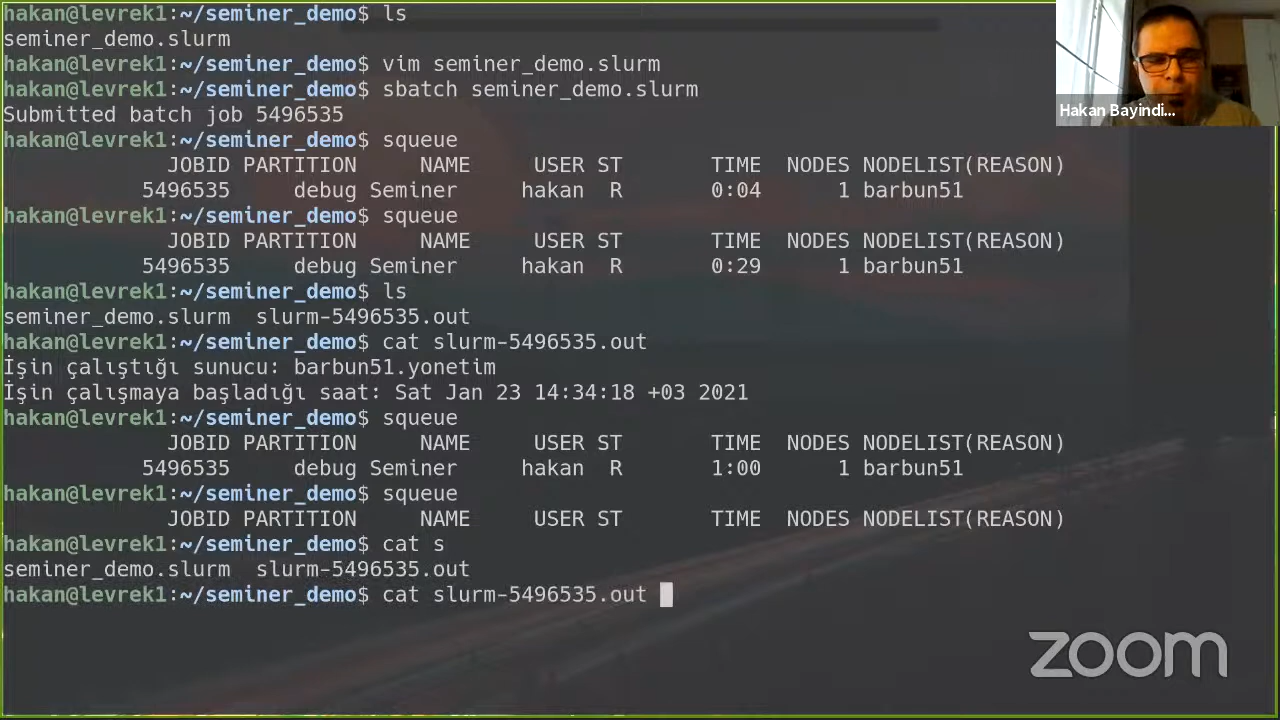 hakan@levrek1:~/seminer_demo$ ls
seminer_demo.slurm
hakan@levrek1:~/seminer_demo$ vim seminer_demo.slurm
hakan@levrek1:~/seminer_demo$ sbatch seminer_demo.slurm
Submitted batch job 5496535
hakan@levrek1:~/seminer_demo$ squeue
JOBID PARTITION NAME USER ST TIME NODES NODELIST(REASON)
5496535 debug Seminer hakan R 0:04 1 barbun51
hakan@levrek1:~/seminer_demo$ squeue
JOBID PARTITION NAME USER ST TIME NODES NODELIST(REASON)
5496535 debug Seminer hakan R 0:29 1 barbun51
hakan@levrek1:~/seminer_demo$ ls
seminer_demo.slurm slurm-5496535.out
hakan@levrek1:~/seminer_demo$ cat slurm-5496535.out
İşin çalıştığı sunucu: barbun51.yonetim
İşin çalışmaya başladığı saat: Sat Jan 23 14:34:18 +03 2021
hakan@levrek1:~/seminer_demo$ squeue
JOBID PARTITION NAME USER ST TIME NODES NODELIST(REASON)
5496535 debug Seminer hakan R 1:00 1 barbun51
hakan@levrek1:~/seminer_demo$ squeue
JOBID PARTITION NAME USER ST TIME NODES NODELIST(REASON)
hakan@levrek1:~/seminer_demo$ cat s
seminer_demo.slurm slurm-5496535.out
hakan@levrek1:~/seminer_demo$ cat slurm-5496535.out
Hakan Bayindi...
zoom